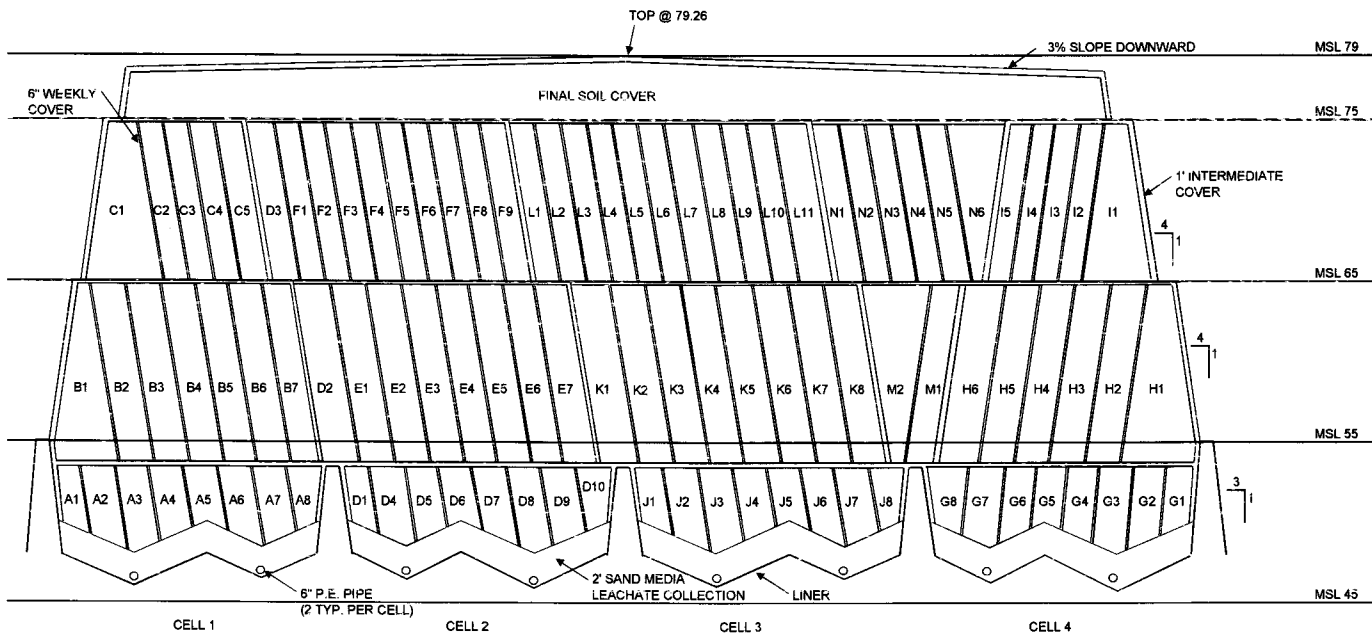 TOP @ 79.26
3% SLOPE DOWNWARD
MSL 79
6" WEEKLY
COVER
FINAL SOIL COVER
MSL 75
1' INTERMEDIATE
COVER
C1 C2 C3 C4 C5 D3 F1 F2 F3 F4 F5 F6 F7 F8 F9 L1 L2 L3 L4 L5 L6 L7 L8 L9 L10 L11 N1 N2 N3 N4 N5 N6 I5 I4 I3 I2 I1
4
1
MSL 65
4
1
B1 B2 B3 B4 B5 B6 B7 D2 E1 E2 E3 E4 E5 E6 E7 K1 K2 K3 K4 K5 K6 K7 K8 M2 M1 H6 H5 H4 H3 H2 H1
MSL 55
3
1
A1 A2 A3 A4 A5 A6 A7 A8 D1 D4 D5 D6 D7 D8 D9 D10 J1 J2 J3 J4 J5 J6 J7 J8 G8 G7 G6 G5 G4 G3 G2 G1
6" P.E. PIPE
(2 TYP. PER CELL)
2' SAND MEDIA
LEACHATE COLLECTION
LINER
MSL 45
CELL 1 CELL 2 CELL 3 CELL 4